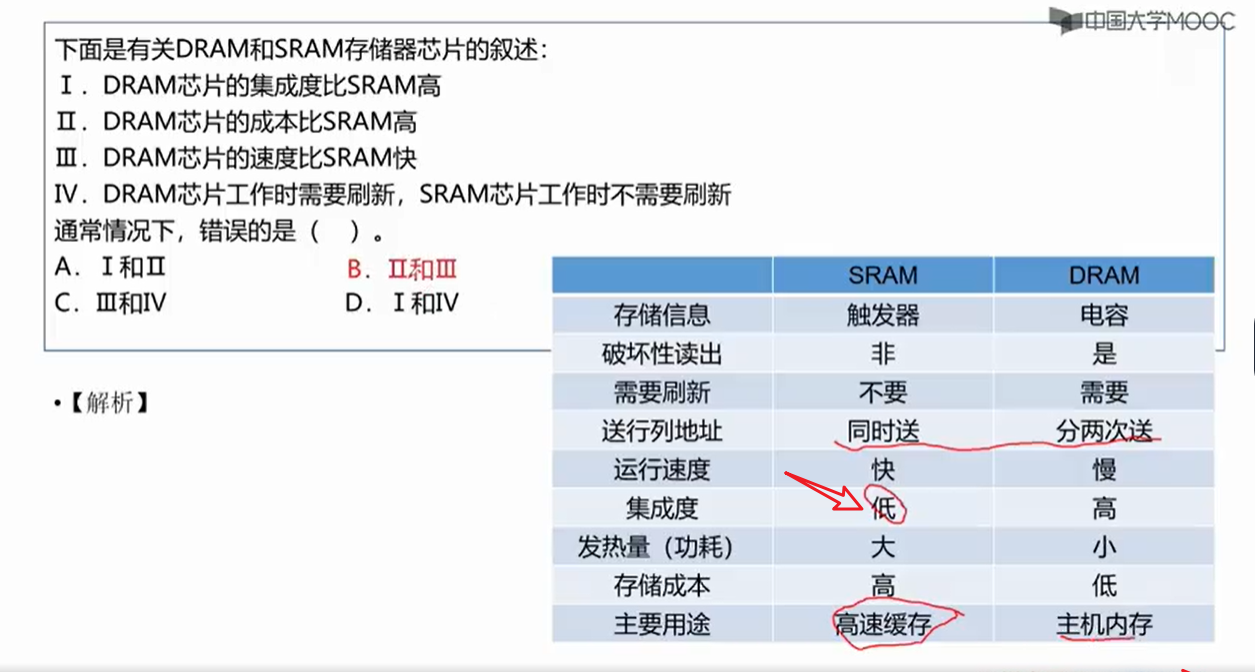 中国大学MOOC
下面是有关DRAM和SRAM存储器芯片的叙述：
Ⅰ．DRAM芯片的集成度比SRAM高
Ⅱ．DRAM芯片的成本比SRAM高
Ⅲ．DRAM芯片的速度比SRAM快
Ⅳ．DRAM芯片工作时需要刷新，SRAM芯片工作时不需要刷新
通常情况下，错误的是（　）。
A．Ⅰ和Ⅱ B．Ⅱ和Ⅲ
C．Ⅲ和Ⅳ D．Ⅰ和Ⅳ
•【解析】
SRAM DRAM
存储信息 触发器 电容
破坏性读出 非 是
需要刷新 不要 需要
送行列地址 同时送 分两次送
运行速度 快 慢
集成度 低 高
发热量（功耗） 大 小
存储成本 高 低
主要用途 高速缓存 主机内存